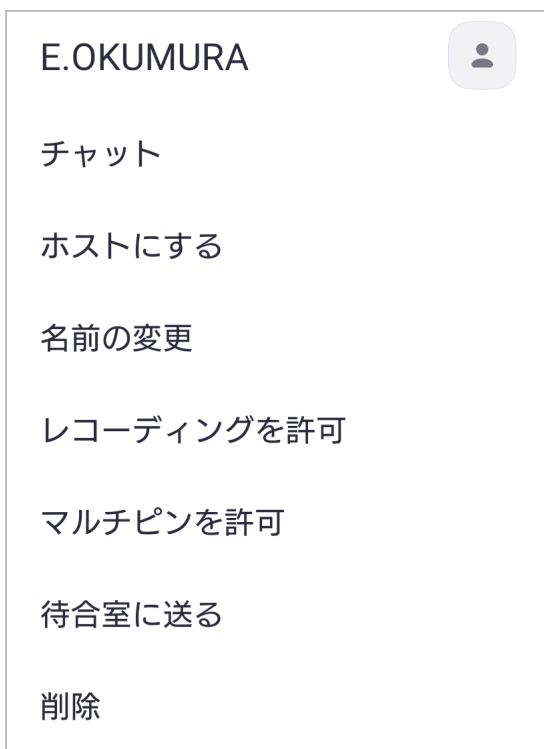 E.OKUMURA
チャット
ホストにする
名前の変更
レコーディングを許可
マルチピンを許可
待合室に送る
削除